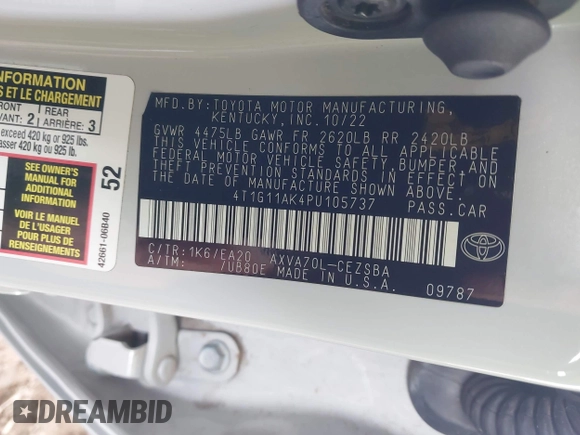 INFORMATION
S ET LE CHARGEMENT
FRONT
AVANT: 2
REAR
ARRIERE: 3
exceed 420 kg or 925 lbs.
asser 420 kg ou 925 lb.
SEE OWNER'S
MANUAL FOR
ADDITIONAL
INFORMATION
VOIR LE MANUEL
DE L'USAGER
POUR PLUS DE
RENSEIGNEMENTS
52
42661-06B40
MFD.BY:TOYOTA MOTOR MANUFACTURING,
KENTUCKY,INC.10/22
GVWR 4475LB GAWR FR 2620LB RR 2420LB
THIS VEHICLE CONFORMS TO ALL APPLICABLE
FEDERAL MOTOR VEHICLE SAFETY,BUMPER,AND
THEFT PREVENTION STANDARDS IN EFFECT ON
THE DATE OF MANUFACTURE SHOWN ABOVE.
4T1G11AK4PU105737 PASS.CAR
C/TR:1K6/EA20 AXVA70L-CEZSBA
A/TM: /UB80E MADE IN U.S.A.
09787
DREAMBID